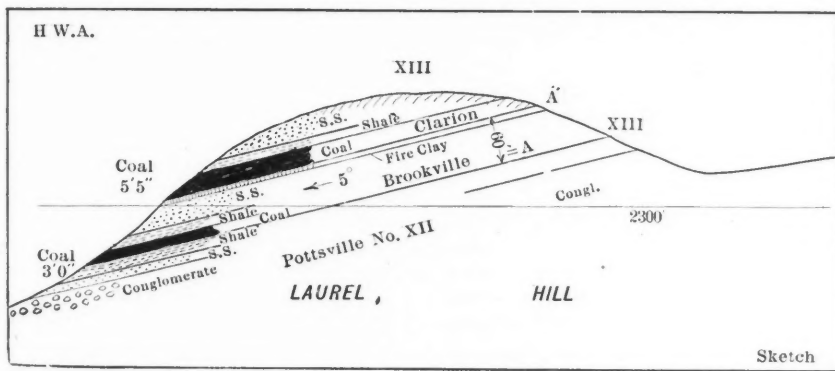 H W.A.
XIII
S.S.
Shale
Clarion
A'
XIII
Coal
Fire Clay
60'=A
Coal
5'5"
5°
Brookville
S.S.
Congl.
Shale
Coal
2300'
Shale
S.S.
Coal
3'0"
Pottsville No. XII
Conglomerate
LAUREL, HILL
Sketch